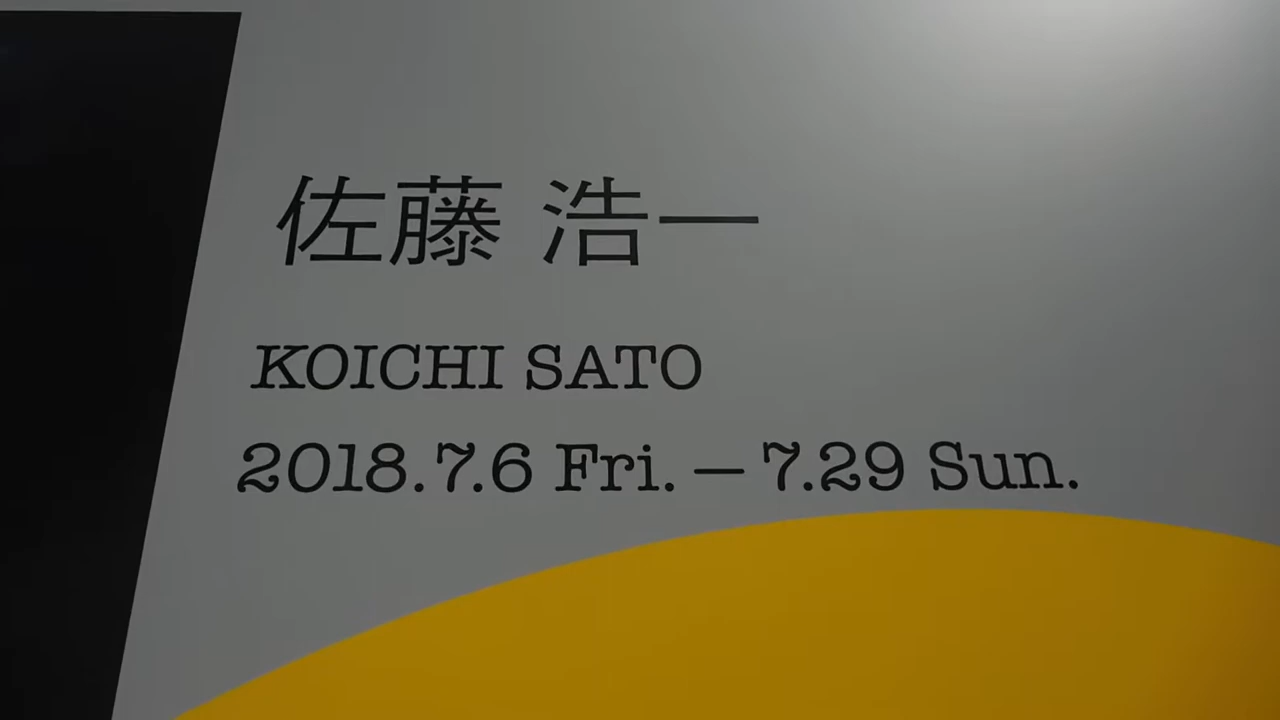 佐藤 浩一
KOICHI SATO
2018.7.6 Fri. – 7.29 Sun.